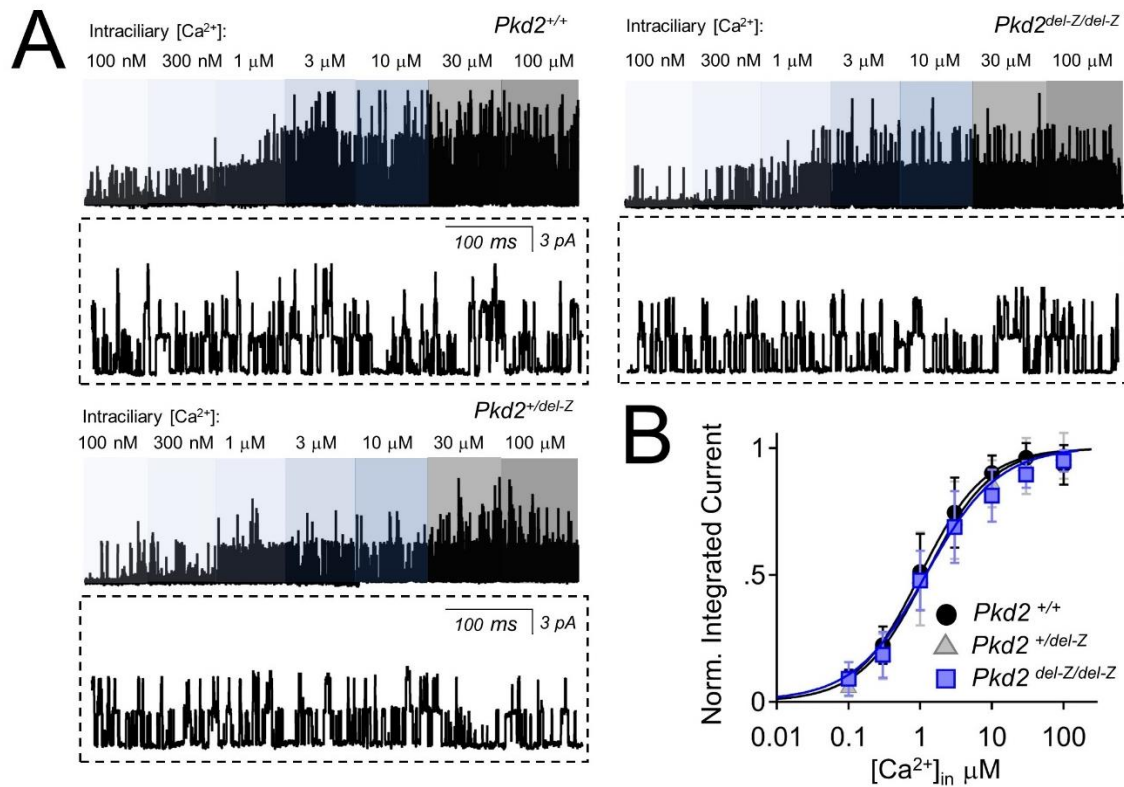 A
Intraciliary [Ca²⁺]: Pkd2⁺/⁺
100 nM 300 nM 1 μM 3 μM 10 μM 30 μM 100 μM
100 ms 3 pA
Intraciliary [Ca²⁺]: Pkd2ᵈᵉˡ⁻ᶻ/ᵈᵉˡ⁻ᶻ
100 nM 300 nM 1 μM 3 μM 10 μM 30 μM 100 μM
Intraciliary [Ca²⁺]: Pkd2⁺/ᵈᵉˡ⁻ᶻ
100 nM 300 nM 1 μM 3 μM 10 μM 30 μM 100 μM
100 ms 3 pA
B
Norm. Integrated Current
1
.5
0
Pkd2 ⁺/⁺
Pkd2 ⁺/ᵈᵉˡ⁻ᶻ
Pkd2 ᵈᵉˡ⁻ᶻ/ᵈᵉˡ⁻ᶻ
0.01 0.1 1 10 100
[Ca²⁺]in μM